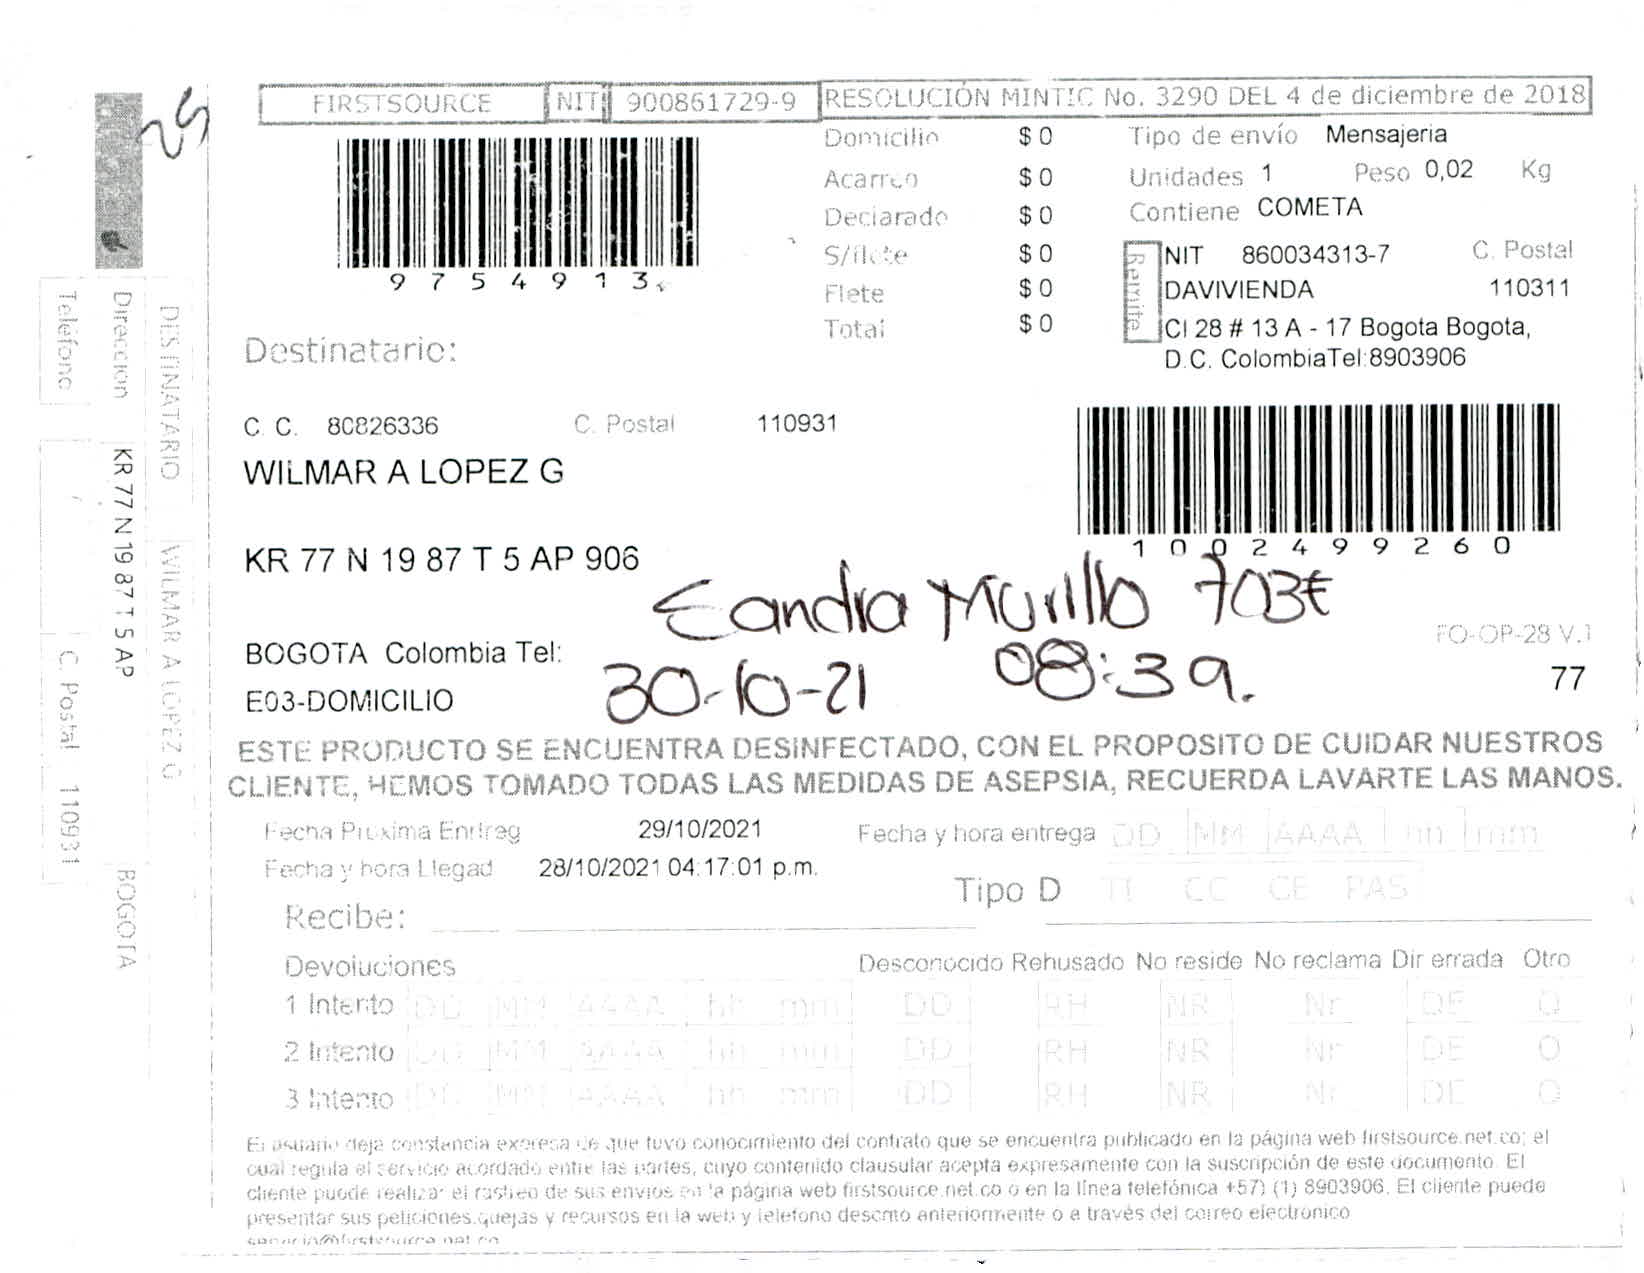 FIRSTSOURCE NIT 900861729-9 RESOLUCIÓN MINTIC No. 3290 DEL 4 de diciembre de 2018
9754913
Domicilio $ 0
Acarreo $ 0
Declarado $ 0
S/flete $ 0
Flete $ 0
Total $ 0
Tipo de envío Mensajeria
Unidades 1 Peso 0,02 Kg
Contiene COMETA
Remite
NIT 860034313-7 C. Postal
DAVIVIENDA 110311
Cl 28 # 13 A - 17 Bogota Bogota,
D.C. ColombiaTel:8903906
Destinatario:
C. C. 80826336 C. Postal 110931
WILMAR A LOPEZ G
1002499260
KR 77 N 19 87 T 5 AP 906
Sandra Murillo 703E
BOGOTA Colombia Tel:
30-10-21 08:39.
FO-OP-28 V.1
77
E03-DOMICILIO
ESTE PRODUCTO SE ENCUENTRA DESINFECTADO, CON EL PROPOSITO DE CUIDAR NUESTROS
CLIENTE, HEMOS TOMADO TODAS LAS MEDIDAS DE ASEPSIA, RECUERDA LAVARTE LAS MANOS.
Fecha Próxima Entreg 29/10/2021 Fecha y hora entrega DD MM AAAA hh mm
Fecha y hora Llegad 28/10/2021 04:17:01 p.m.
Tipo D TI CC CE PAS
Recibe:
Devoluciones Desconocido Rehusado No reside No reclama Dir errada Otro
1 Intento DD MM AAAA hh mm DD RH NR Nr DE O
2 Intento DD MM AAAA hh mm DD RH NR Nr DE O
3 Intento DD MM AAAA hh mm DD RH NR Nr DE O
El usuario deja constancia expresa de que tuvo conocimiento del contrato que se encuentra publicado en la página web firstsource.net.co; el
cual regula el servicio acordado entre las partes, cuyo contenido clausular acepta expresamente con la suscripción de este documento. El
cliente puede realizar el rastreo de sus envios en la página web firstsource.net.co o en la línea telefónica +57) (1) 8903906. El cliente puede
presentar sus peticiones,quejas y recursos en la web y telefono descrito anteriormente o a través del correo electronico
servicio@firstsource.net.co
DESTINATARIO WILMAR A LOPEZ G
Dirección KR 77 N 19 87 T 5 AP BOGOTA
Teléfono C. Postal 110931